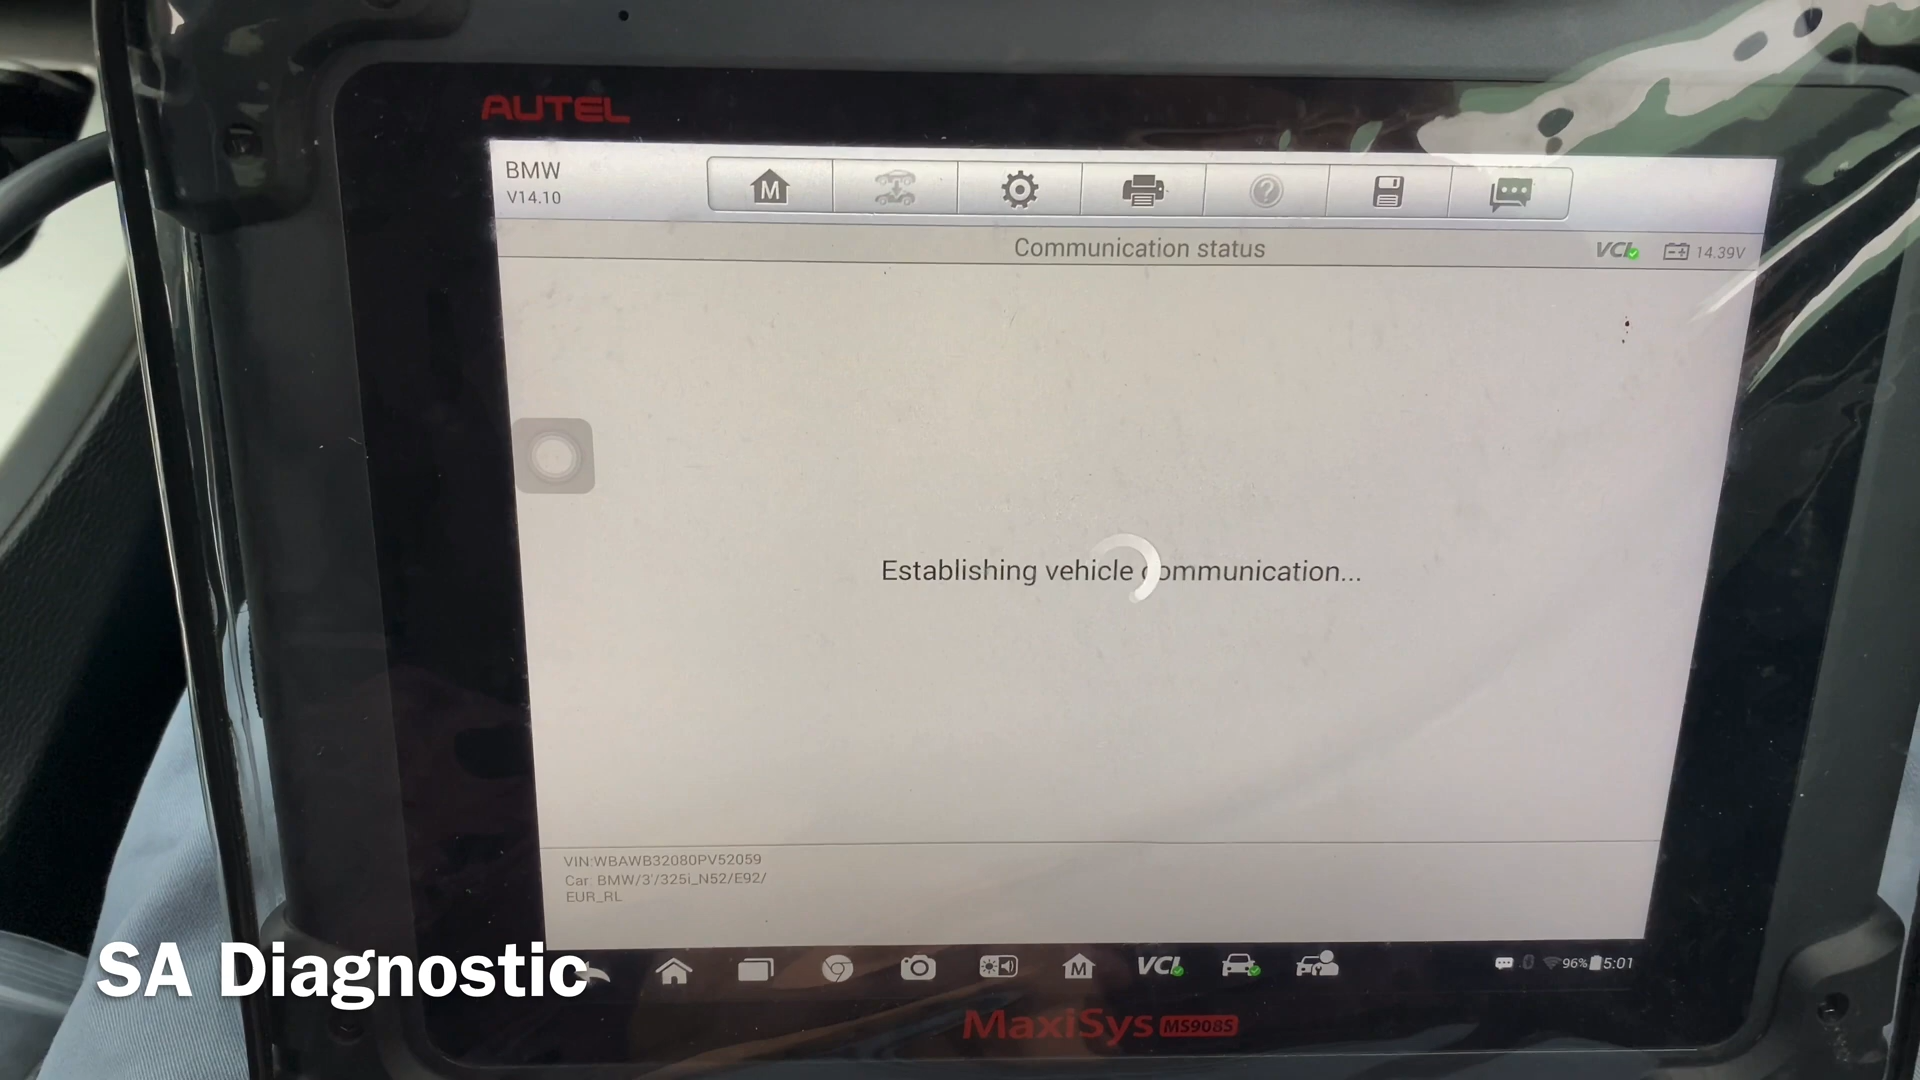 AUTEL
BMW
V14.10
M
Communication status
VCI
14.39V
Establishing vehicle communication...
VIN:WBAWB32080PV52059
Car: BMW/3'/325i_N52/E92/
EUR_RL
SA Diagnostic
M
VCI
96%
5:01
MaxiSys MS908S